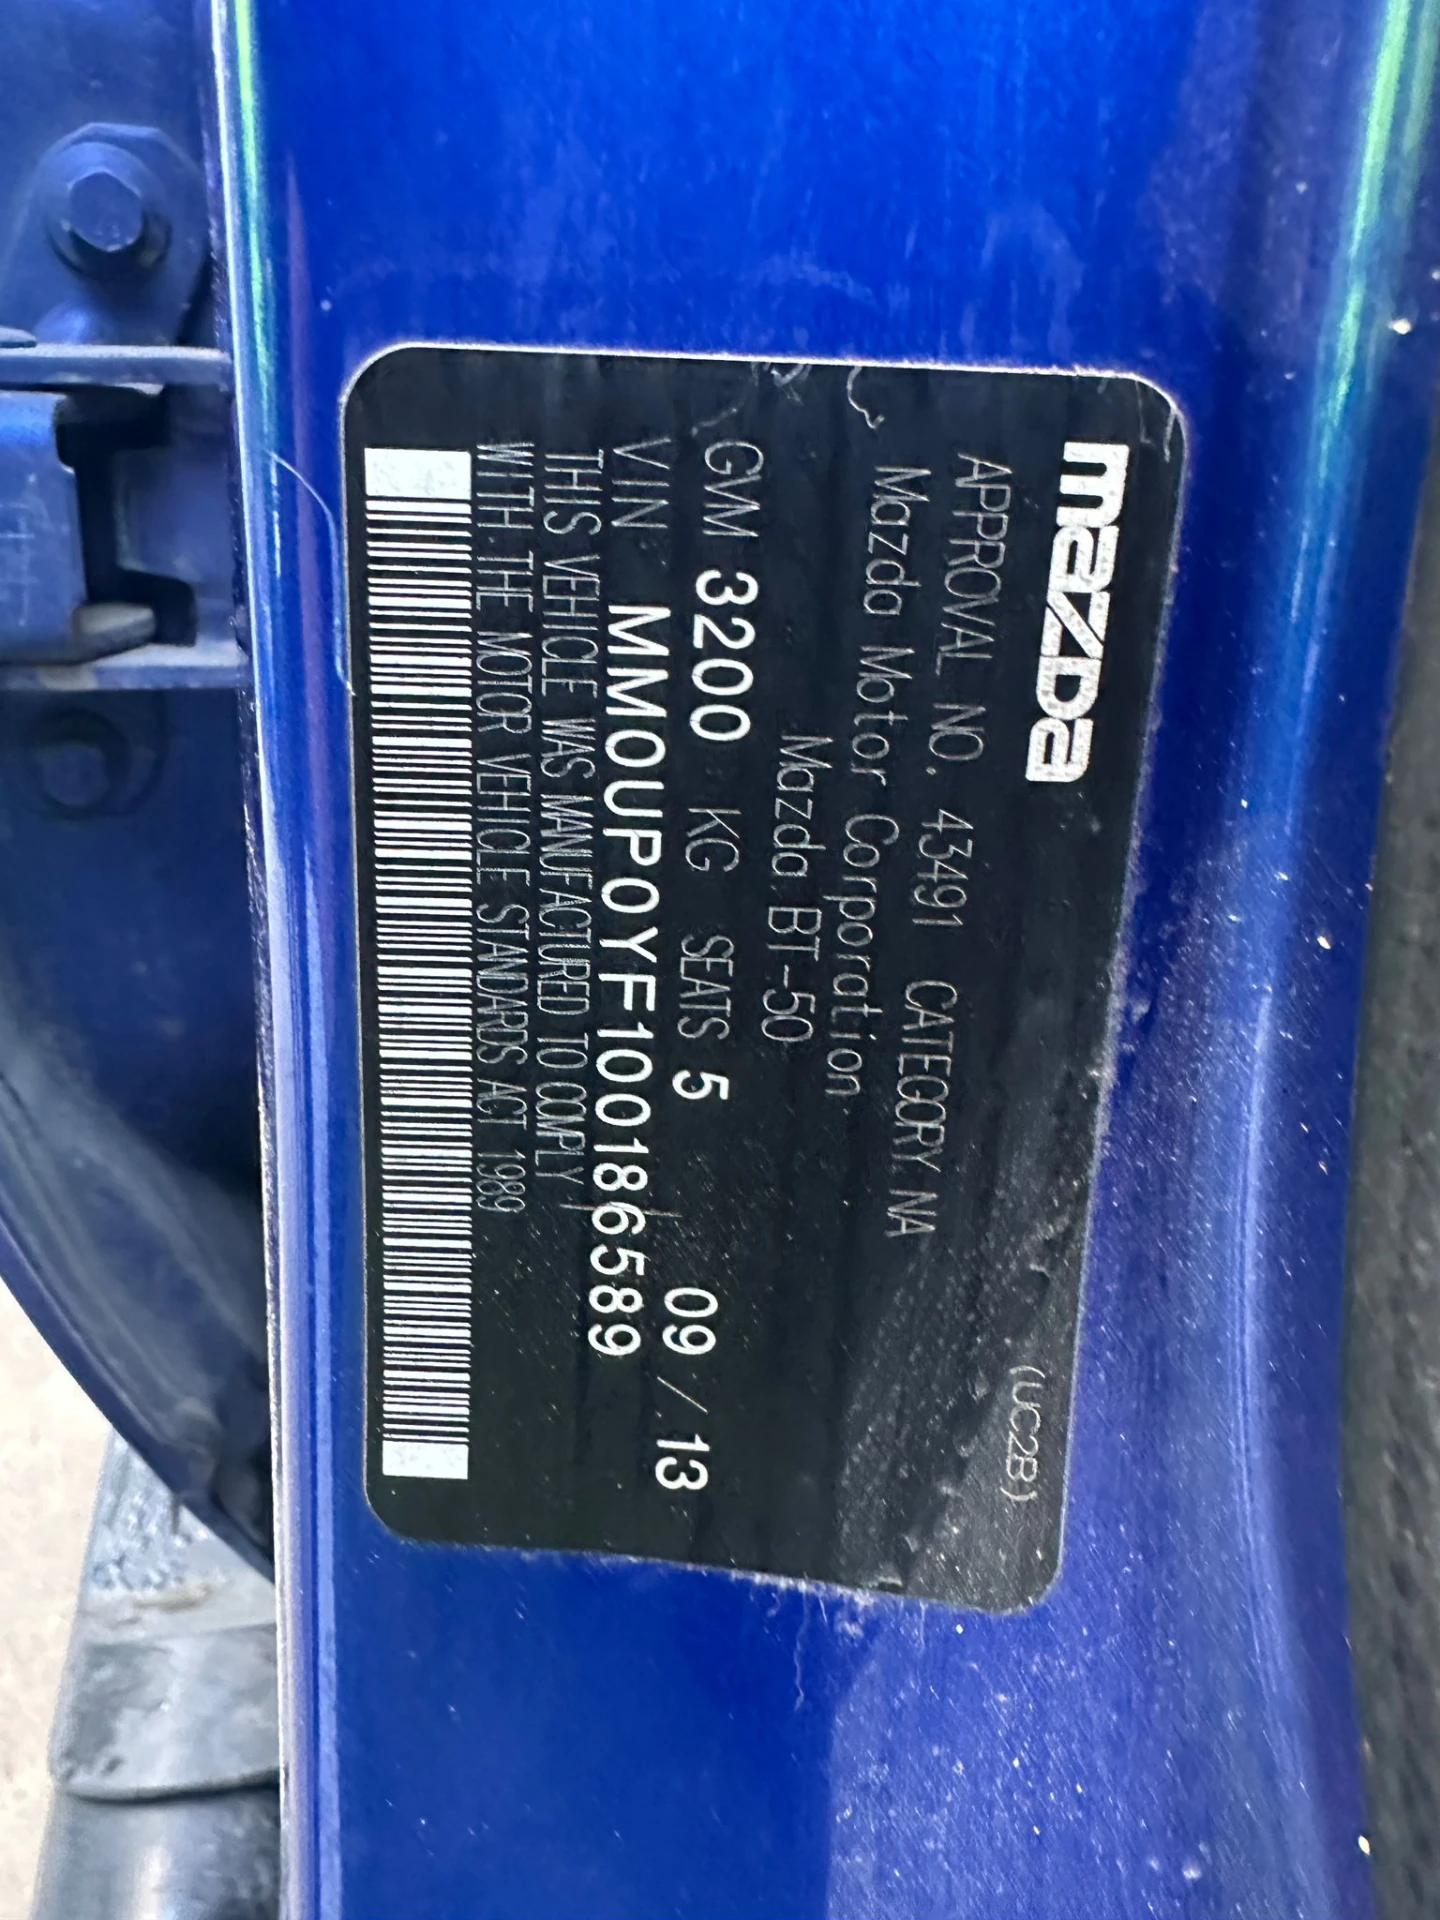 mazda
(UC2B)
APPROVAL NO. 43491 CATEGORY NA
Mazda Motor Corporation
Mazda BT-50
GVM 3200 KG SEATS 5 09 / 13
VIN MM0UP0YF100186589
THIS VEHICLE WAS MANUFACTURED TO COMPLY
WITH THE MOTOR VEHICLE STANDARDS ACT 1989